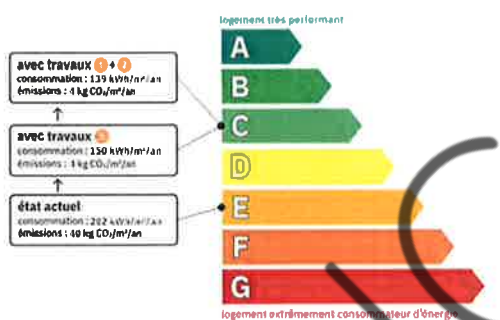 logement très performant
A
B
C
D
E
F
G
avec travaux 1 + 2
consommation : 139 kWh/m²/an
émissions : 4 kg CO₂/m²/an
avec travaux
consommation : 150 kWh/m²/an
émissions : 4 kg CO₂/m²/an
état actuel
consommation : 282 kWh/m²/an
émissions : 40 kg CO₂/m²/an
logement extrêmement consommateur d'énergie